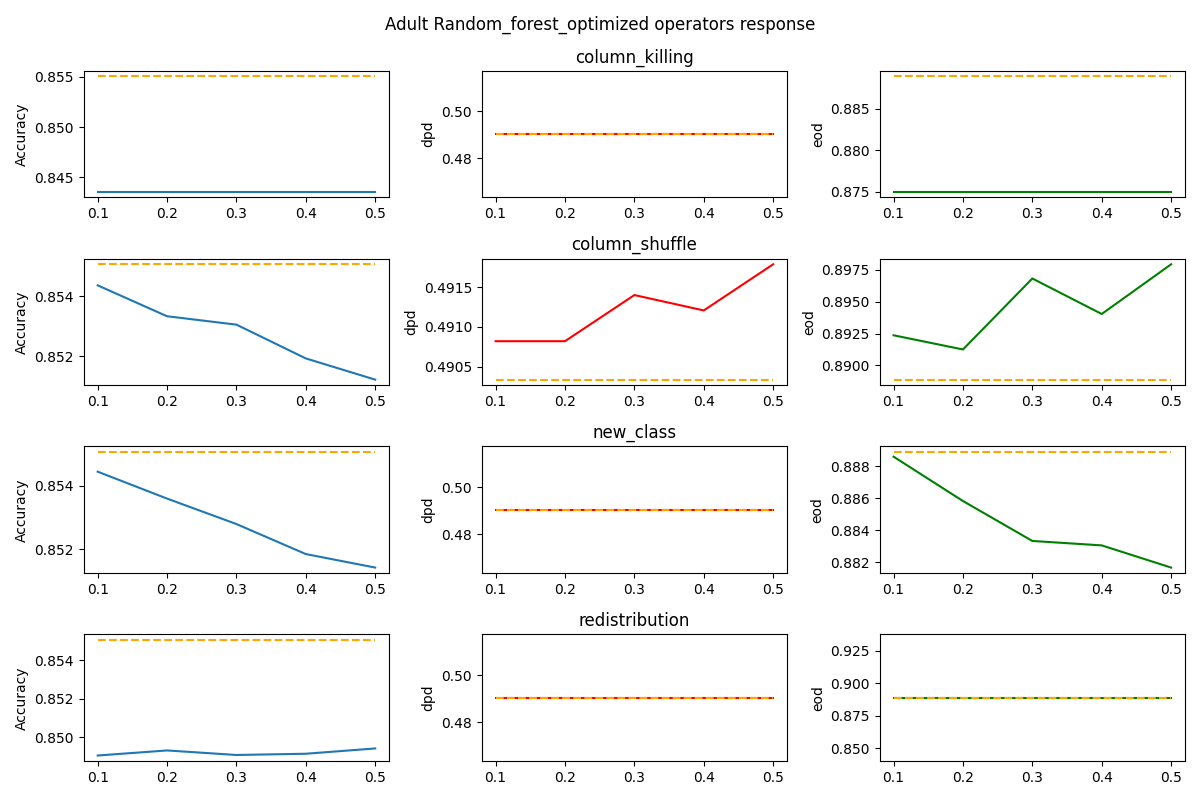 Adult Random_forest_optimized operators response
column_killing
Accuracy
0.855
0.850
0.845
0.1 0.2 0.3 0.4 0.5
dpd
0.50
0.48
0.1 0.2 0.3 0.4 0.5
eod
0.885
0.880
0.875
0.1 0.2 0.3 0.4 0.5
column_shuffle
Accuracy
0.854
0.852
0.1 0.2 0.3 0.4 0.5
dpd
0.4915
0.4910
0.4905
0.1 0.2 0.3 0.4 0.5
eod
0.8975
0.8950
0.8925
0.8900
0.1 0.2 0.3 0.4 0.5
new_class
Accuracy
0.854
0.852
0.1 0.2 0.3 0.4 0.5
dpd
0.50
0.48
0.1 0.2 0.3 0.4 0.5
eod
0.888
0.886
0.884
0.882
0.1 0.2 0.3 0.4 0.5
redistribution
Accuracy
0.854
0.852
0.850
0.1 0.2 0.3 0.4 0.5
dpd
0.50
0.48
0.1 0.2 0.3 0.4 0.5
eod
0.925
0.900
0.875
0.850
0.1 0.2 0.3 0.4 0.5